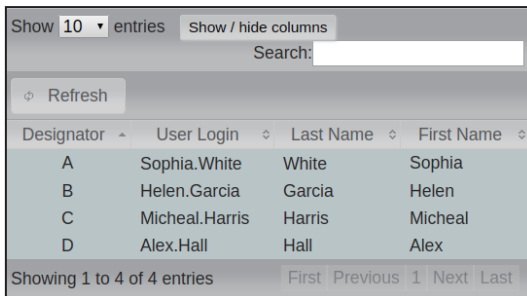 Show 10 entries Show / hide columns
Search:
Refresh
Designator User Login Last Name First Name
A Sophia.White White Sophia
B Helen.Garcia Garcia Helen
C Micheal.Harris Harris Micheal
D Alex.Hall Hall Alex
Showing 1 to 4 of 4 entries First Previous 1 Next Last